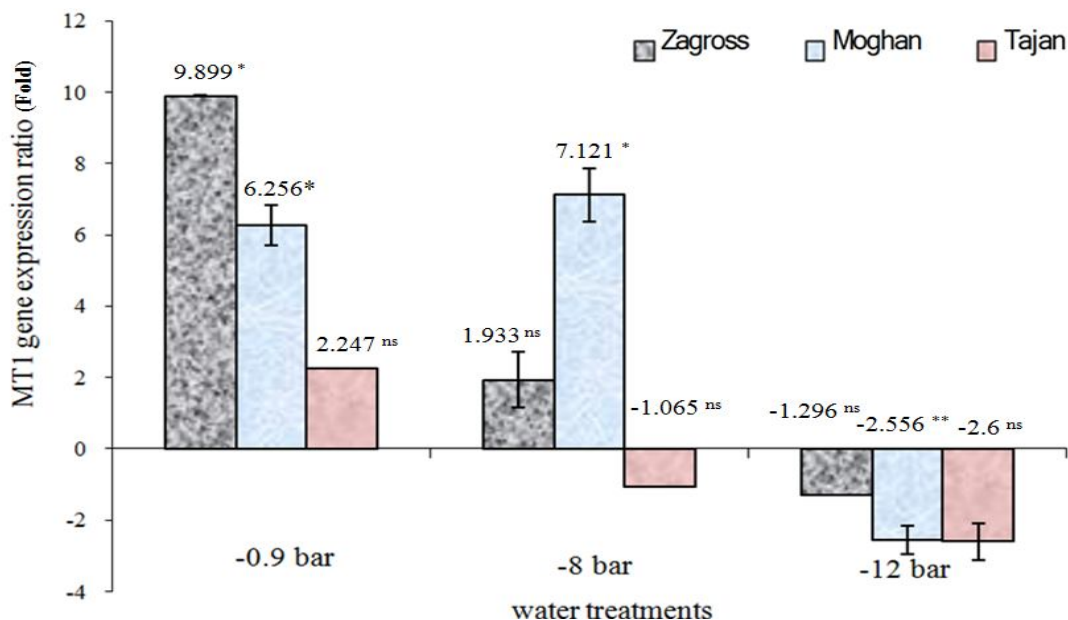 12
10
8
6
4
2
0
-2
-4
MT1 gene expression ratio (Fold)
Zagross Moghan Tajan
9.899 *
6.256*
2.247 ns
1.933 ns
7.121 *
-1.065 ns
-1.296 ns
-2.556 **
-2.6 ns
-0.9 bar -8 bar -12 bar
water treatments